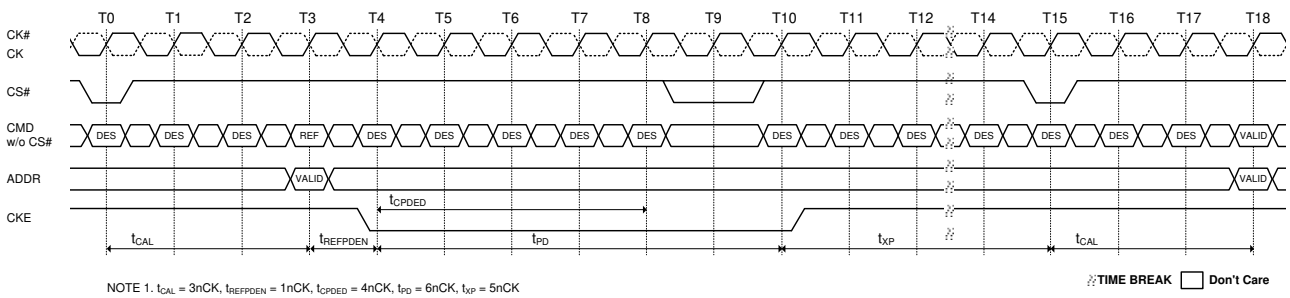 T0 T1 T2 T3 T4 T5 T6 T7 T8 T9 T10 T11 T12 T14 T15 T16 T17 T18
CK#
CK
CS#
CMD
w/o CS#
DES DES DES REF DES DES DES DES DES DES DES DES DES DES DES DES VALID
ADDR
VALID VALID
tCPDED
CKE
tCAL tREFPDEN tPD tXP tCAL
NOTE 1. tCAL = 3nCK, tREFPDEN = 1nCK, tCPDED = 4nCK, tPD = 6nCK, tXP = 5nCK
TIME BREAK Don't Care